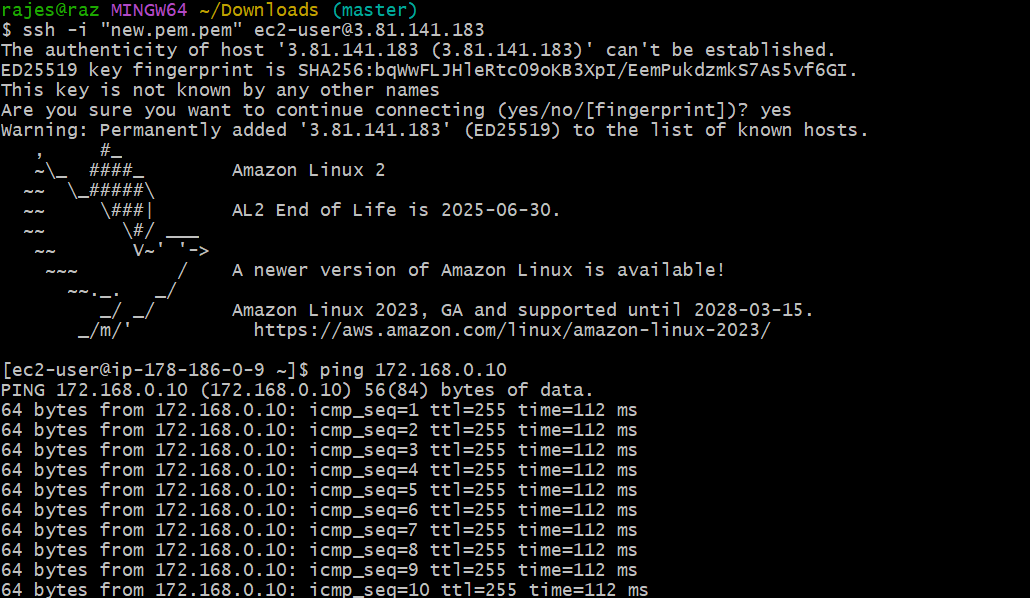 rajes@raz MINGW64 ~/Downloads (master)
$ ssh -i "new.pem.pem" ec2-user@3.81.141.183
The authenticity of host '3.81.141.183 (3.81.141.183)' can't be established.
ED25519 key fingerprint is SHA256:bqWwFLJHleRtcO9oKB3XpI/EemPukdzmkS7As5vf6GI.
This key is not known by any other names
Are you sure you want to continue connecting (yes/no/[fingerprint])? yes
Warning: Permanently added '3.81.141.183' (ED25519) to the list of known hosts.
   ,     #_
   ~\_  ####_        Amazon Linux 2
  ~~  \_#####\
  ~~     \###|       AL2 End of Life is 2025-06-30.
  ~~       \#/ ___
   ~~       V~' '->
    ~~~         /    A newer version of Amazon Linux is available!
      ~~._.   _/
         _/ _/       Amazon Linux 2023, GA and supported until 2028-03-15.
       _/m/'           https://aws.amazon.com/linux/amazon-linux-2023/

[ec2-user@ip-178-186-0-9 ~]$ ping 172.168.0.10
PING 172.168.0.10 (172.168.0.10) 56(84) bytes of data.
64 bytes from 172.168.0.10: icmp_seq=1 ttl=255 time=112 ms
64 bytes from 172.168.0.10: icmp_seq=2 ttl=255 time=112 ms
64 bytes from 172.168.0.10: icmp_seq=3 ttl=255 time=112 ms
64 bytes from 172.168.0.10: icmp_seq=4 ttl=255 time=112 ms
64 bytes from 172.168.0.10: icmp_seq=5 ttl=255 time=112 ms
64 bytes from 172.168.0.10: icmp_seq=6 ttl=255 time=112 ms
64 bytes from 172.168.0.10: icmp_seq=7 ttl=255 time=112 ms
64 bytes from 172.168.0.10: icmp_seq=8 ttl=255 time=112 ms
64 bytes from 172.168.0.10: icmp_seq=9 ttl=255 time=112 ms
64 bytes from 172.168.0.10: icmp_seq=10 ttl=255 time=112 ms